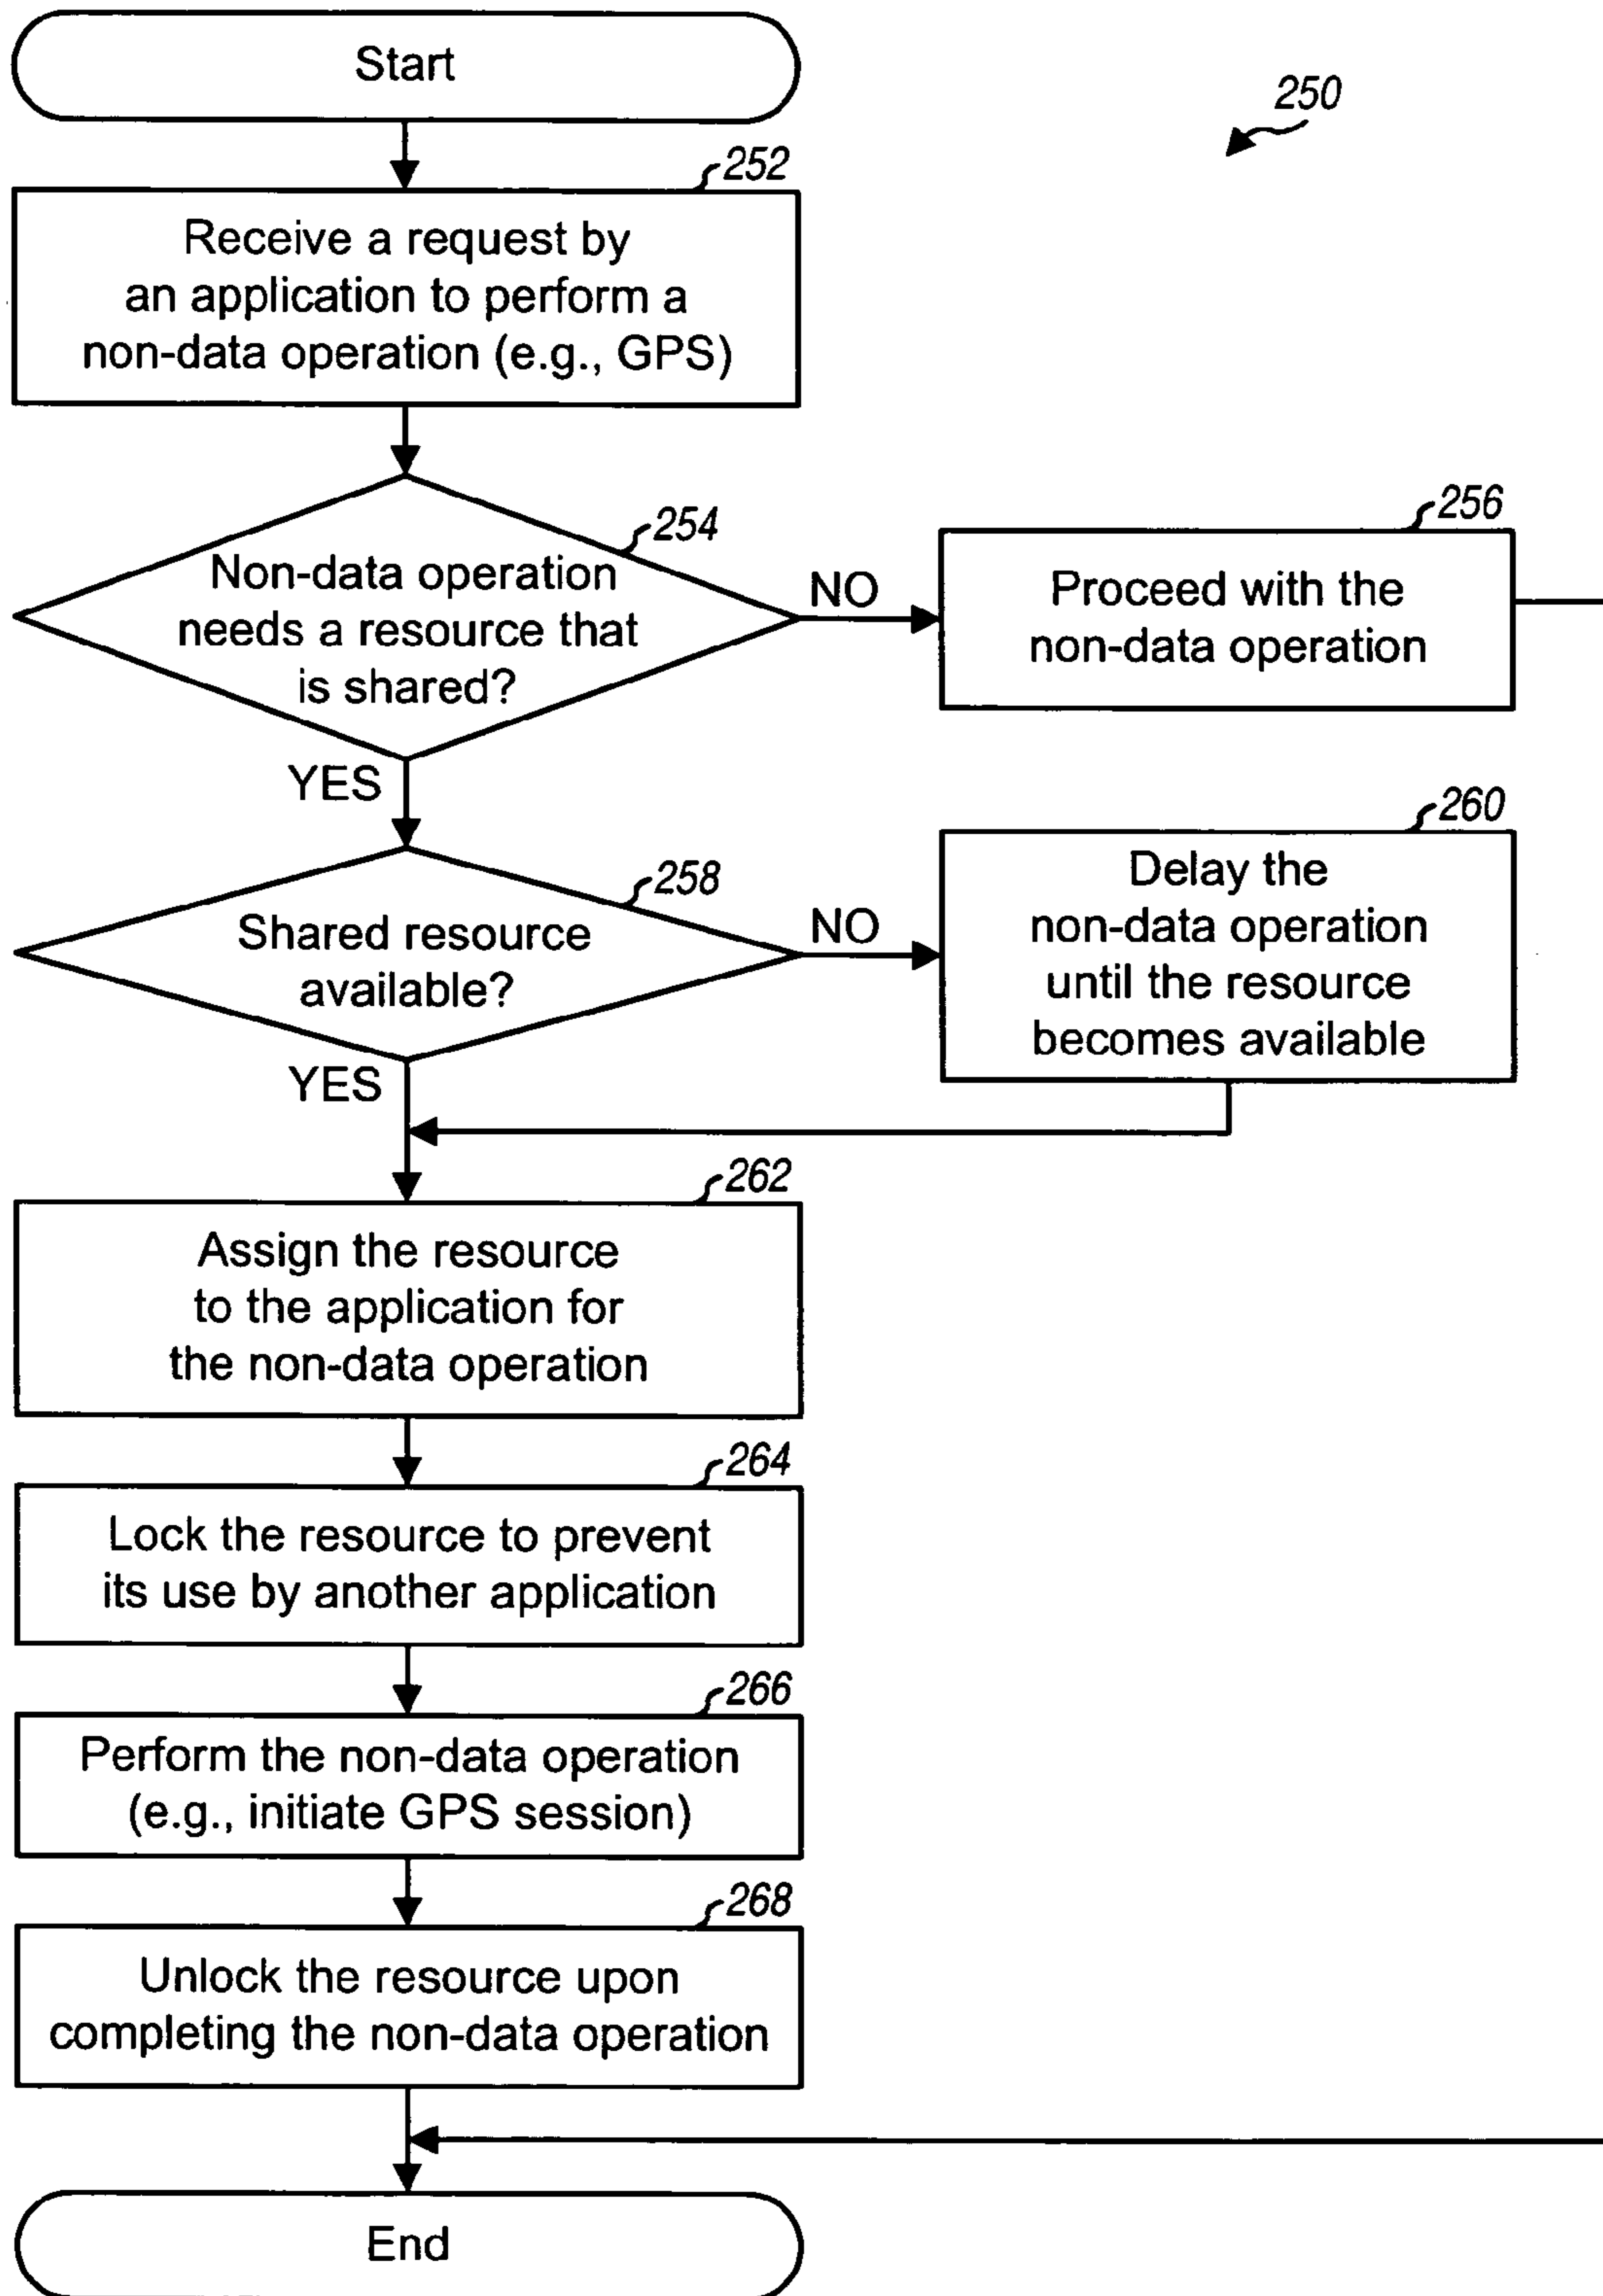 Start
250
252
Receive a request by
an application to perform a
non-data operation (e.g., GPS)
254
Non-data operation
needs a resource that
is shared?
NO
256
Proceed with the
non-data operation
YES
258
Shared resource
available?
NO
260
Delay the
non-data operation
until the resource
becomes available
YES
262
Assign the resource
to the application for
the non-data operation
264
Lock the resource to prevent
its use by another application
266
Perform the non-data operation
(e.g., initiate GPS session)
268
Unlock the resource upon
completing the non-data operation
End